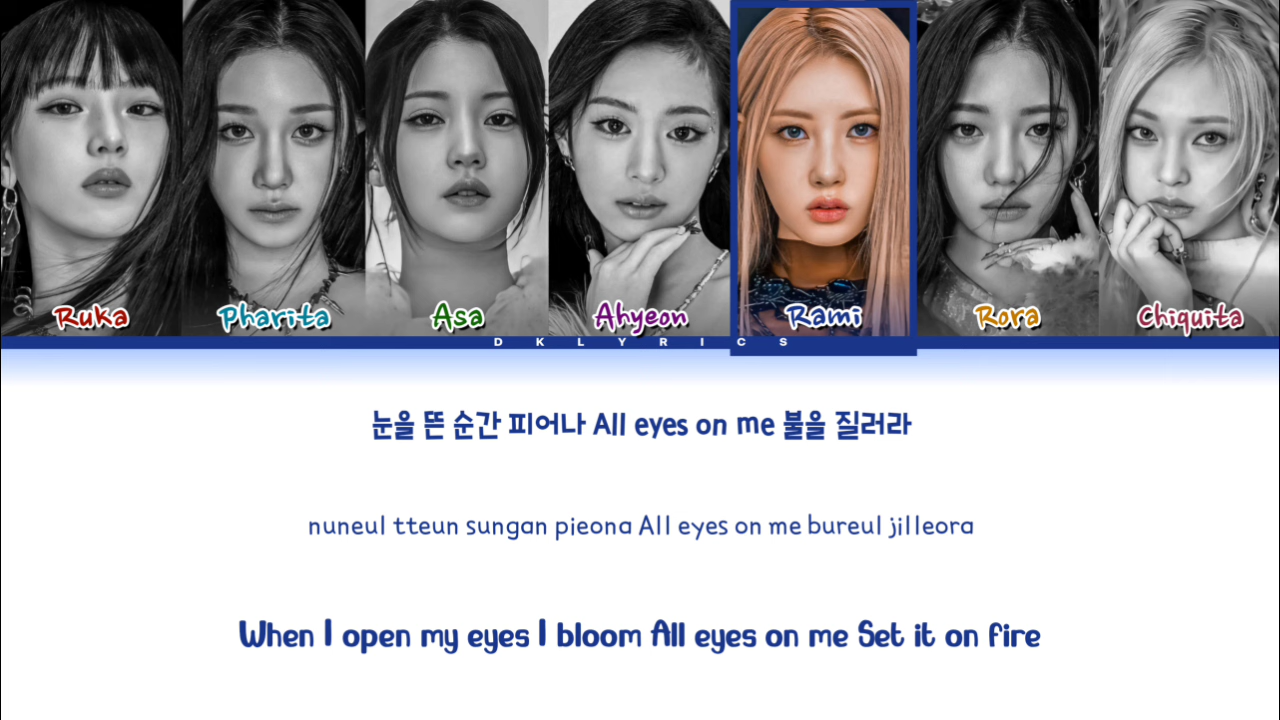 Ruka Pharita Asa Ahyeon Rami Rora Chiquita
DKLYRICS
눈을 뜬 순간 피어나 All eyes on me 불을 질러라
nuneul tteun sungan pieona All eyes on me bureul jilleora
When I open my eyes I bloom All eyes on me Set it on fire